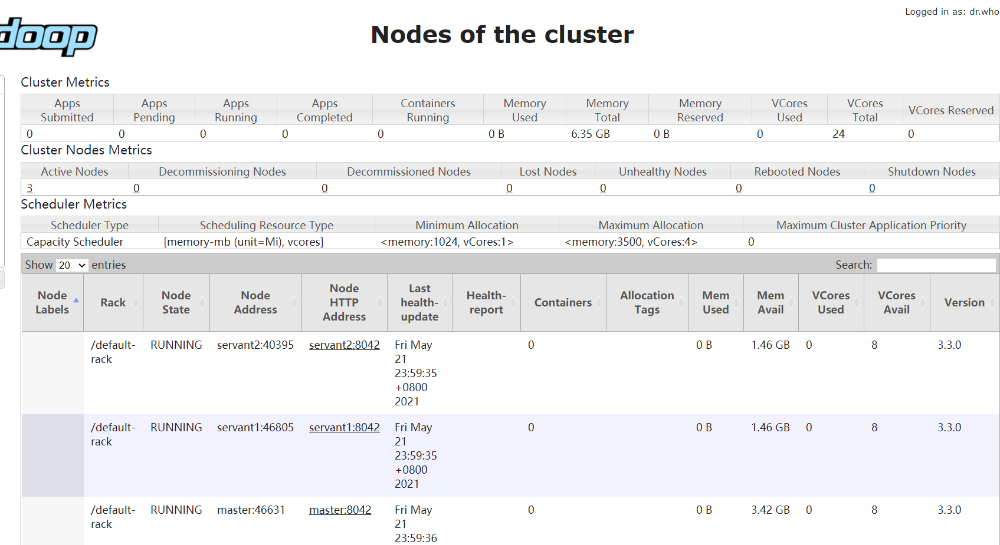 Logged in as: dr.who
doop
Nodes of the cluster
Cluster Metrics
Apps Submitted Apps Pending Apps Running Apps Completed Containers Running Memory Used Memory Total Memory Reserved VCores Used VCores Total VCores Reserved
0 0 0 0 0 0 B 6.35 GB 0 B 0 24 0
Cluster Nodes Metrics
Active Nodes Decommissioning Nodes Decommissioned Nodes Lost Nodes Unhealthy Nodes Rebooted Nodes Shutdown Nodes
3 0 0 0 0 0 0
Scheduler Metrics
Scheduler Type Scheduling Resource Type Minimum Allocation Maximum Allocation Maximum Cluster Application Priority
Capacity Scheduler [memory-mb (unit=Mi), vcores] <memory:1024, vCores:1> <memory:3500, vCores:4> 0
Show 20 entries Search:
Node Labels Rack Node State Node Address Node HTTP Address Last health-update Health-report Containers Allocation Tags Mem Used Mem Avail VCores Used VCores Avail Version
/default-rack RUNNING servant2:40395 servant2:8042 Fri May 21 23:59:35 +0800 2021 0 0 B 1.46 GB 0 8 3.3.0
/default-rack RUNNING servant1:46805 servant1:8042 Fri May 21 23:59:35 +0800 2021 0 0 B 1.46 GB 0 8 3.3.0
/default-rack RUNNING master:46631 master:8042 Fri May 21 23:59:36 0 0 B 3.42 GB 0 8 3.3.0